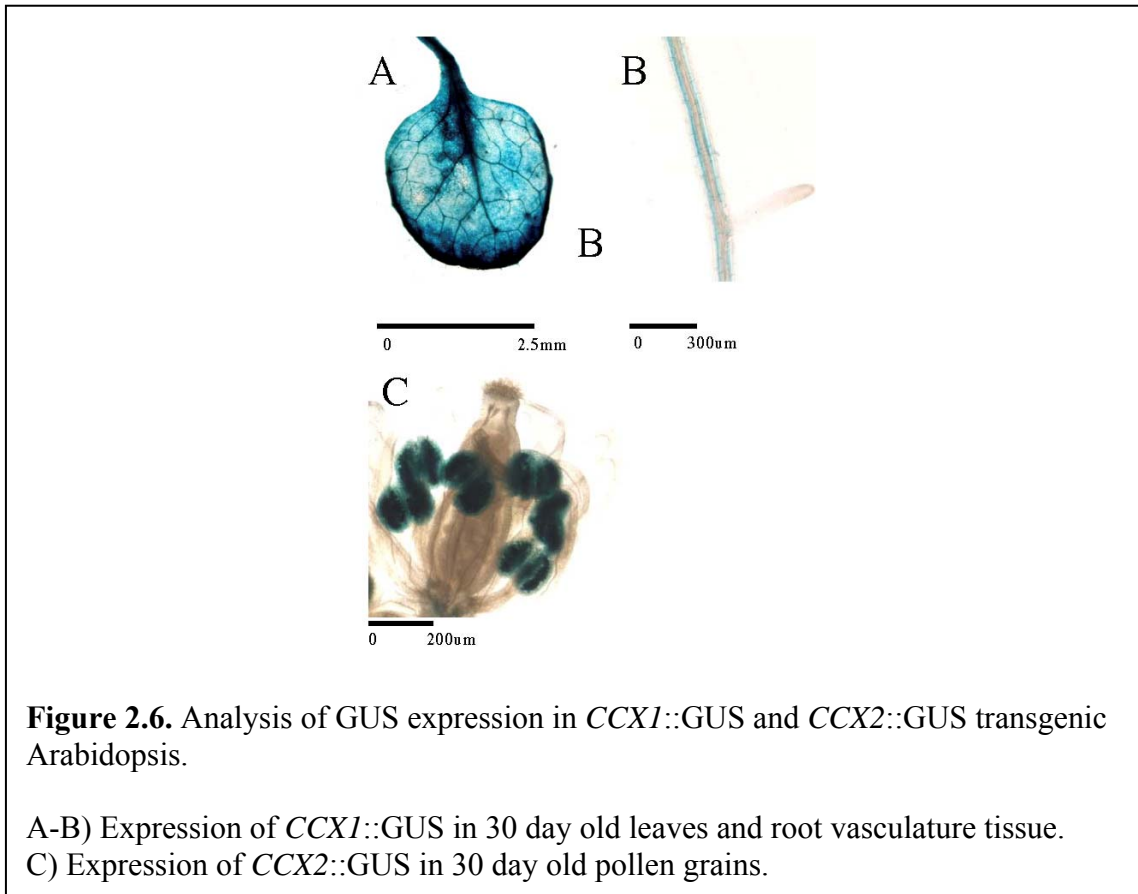 A
B
B
0 2.5mm
0 300um
C
0 200um
Figure 2.6. Analysis of GUS expression in CCX1::GUS and CCX2::GUS transgenic
Arabidopsis.
A-B) Expression of CCX1::GUS in 30 day old leaves and root vasculature tissue.
C) Expression of CCX2::GUS in 30 day old pollen grains.